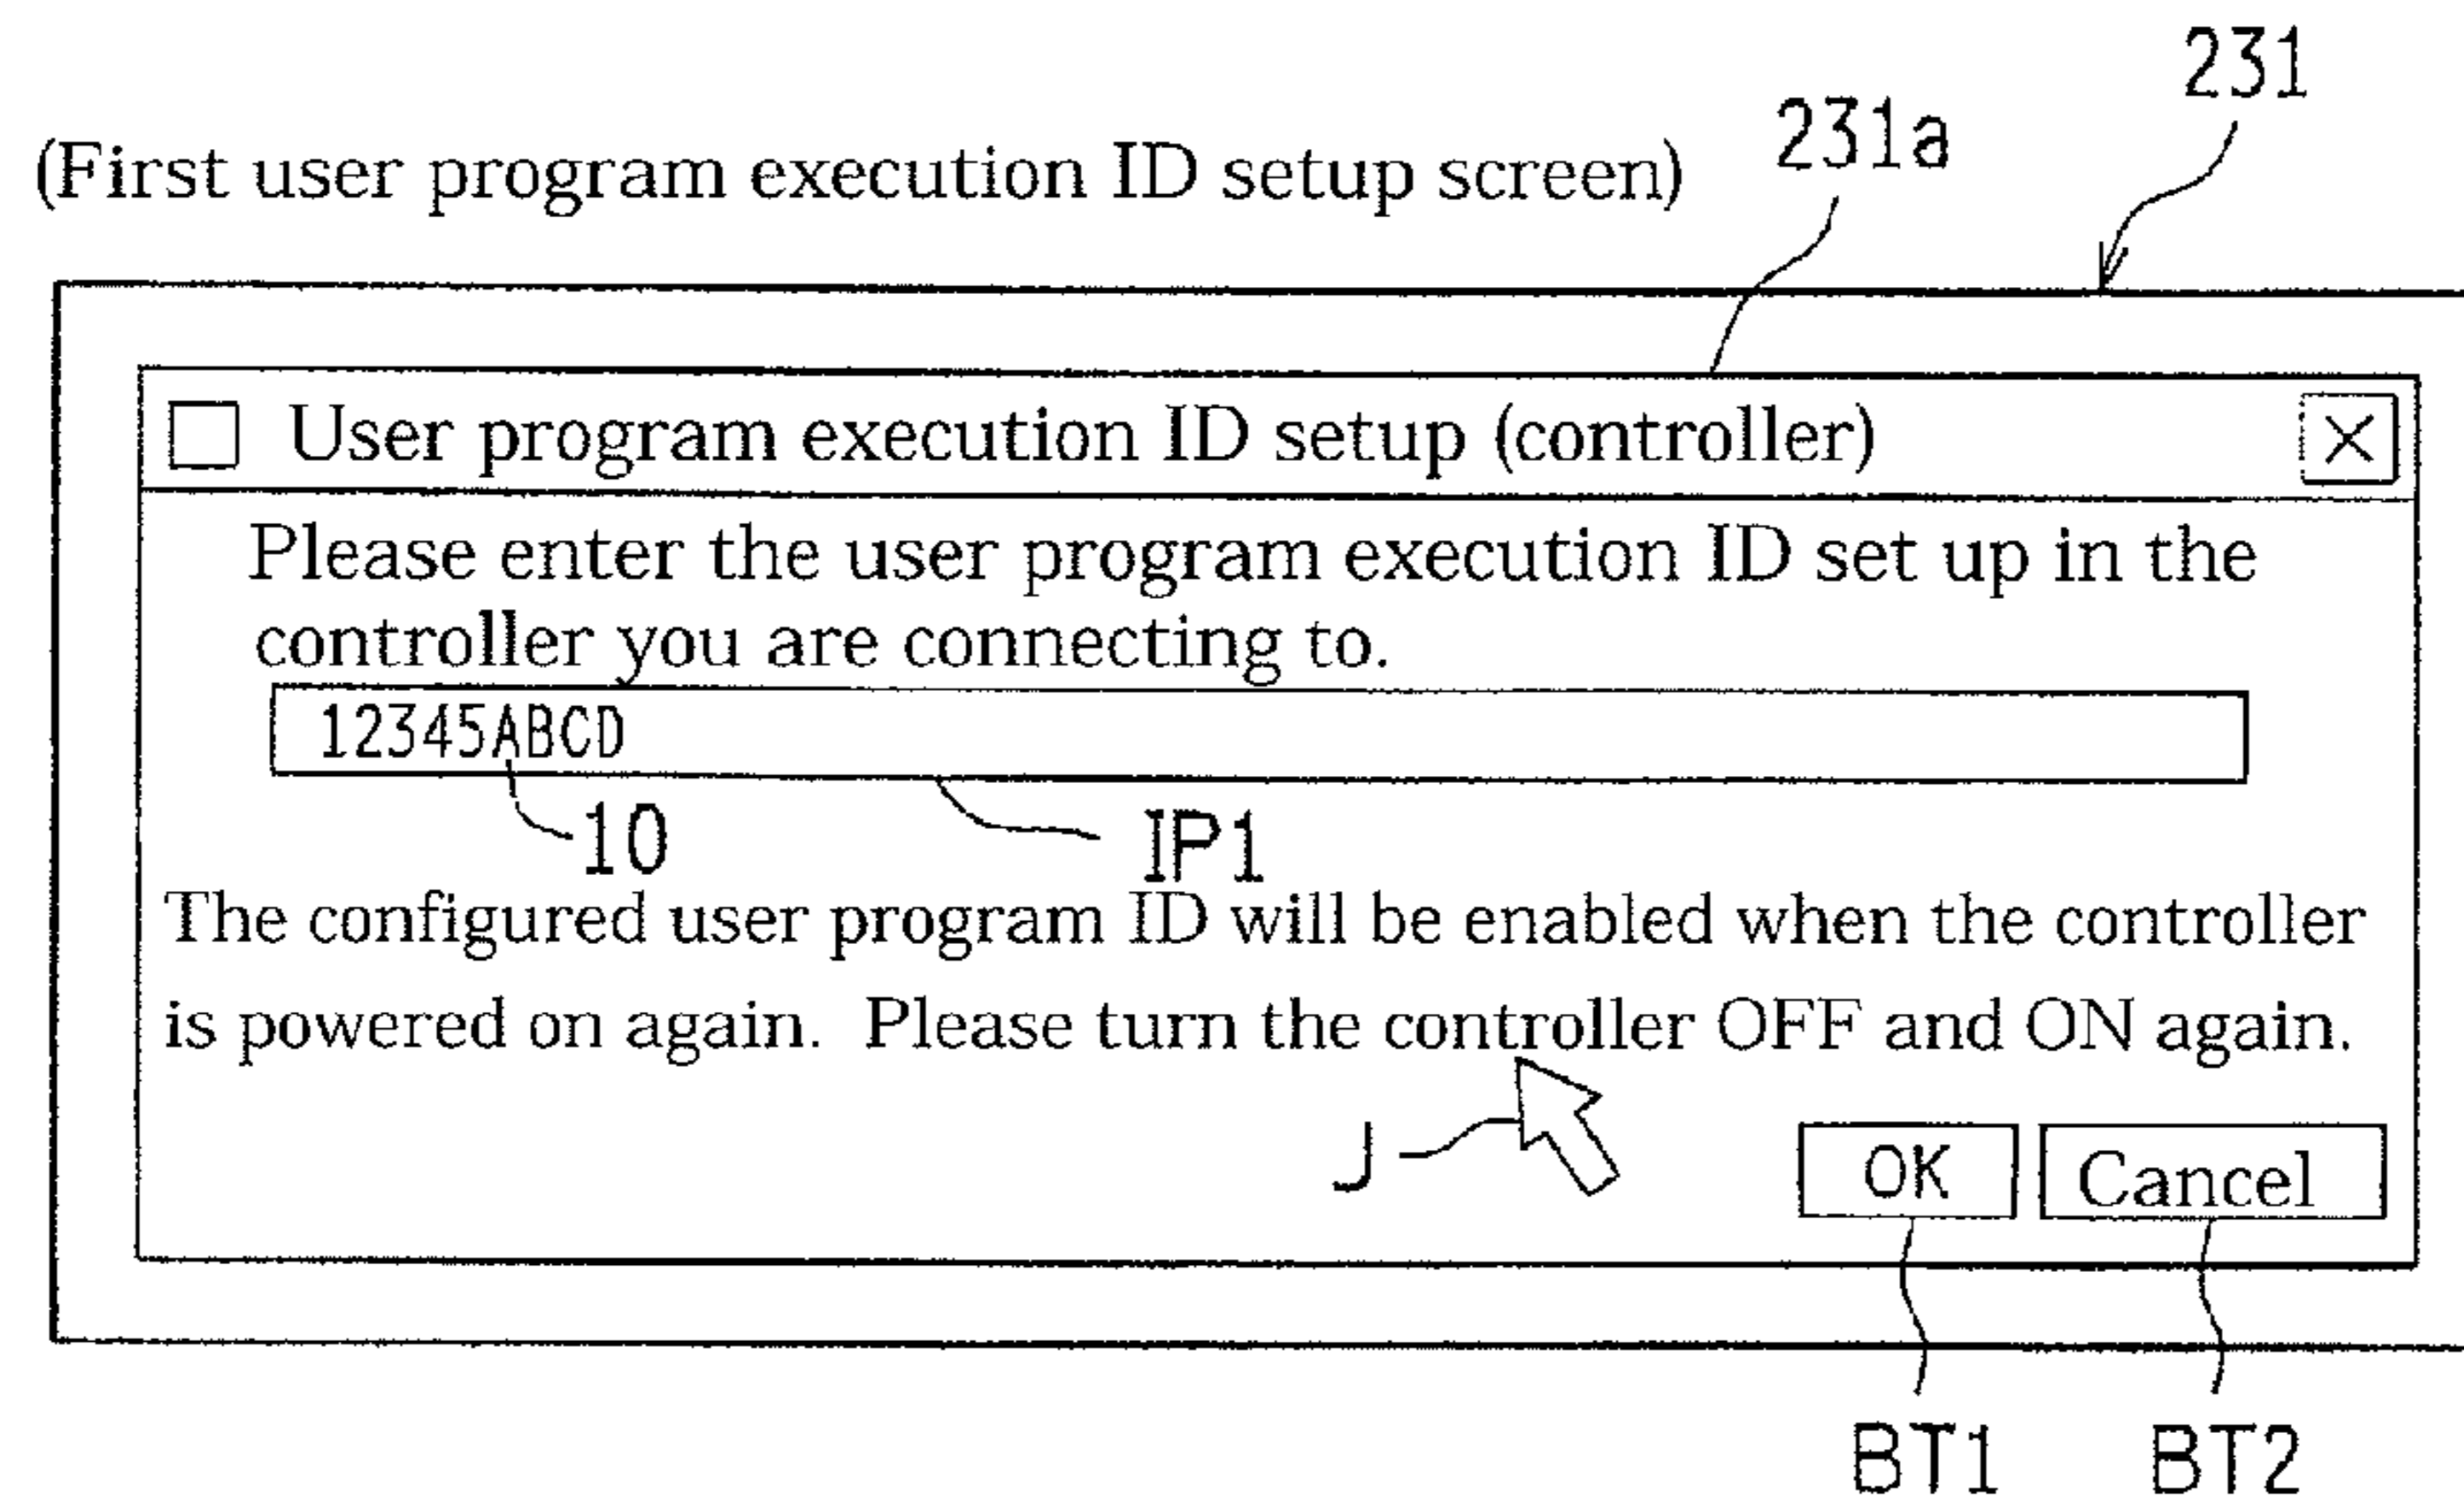 231
231a
(First user program execution ID setup screen)
User program execution ID setup (controller)
Please enter the user program execution ID set up in the
controller you are connecting to.
12345ABCD
10
IP1
The configured user program ID will be enabled when the controller
is powered on again. Please turn the controller OFF and ON again.
J
OK
Cancel
BT1
BT2